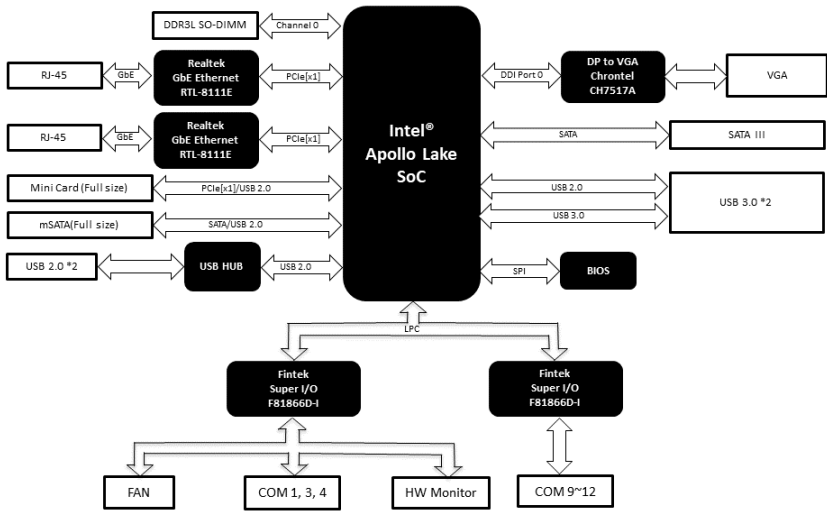 DDR3L SO-DIMM
Channel 0
RJ-45
GbE
Realtek
GbE Ethernet
RTL-8111E
PCIe[x1]
RJ-45
GbE
Realtek
GbE Ethernet
RTL-8111E
PCIe[x1]
Mini Card (Full size)
PCIe[x1]/USB 2.0
mSATA(Full size)
SATA/USB 2.0
USB 2.0 *2
USB HUB
USB 2.0
Intel®
Apollo Lake
SoC
DDI Port 0
DP to VGA
Chrontel
CH7517A
VGA
SATA
SATA III
USB 2.0
USB 3.0
USB 3.0 *2
SPI
BIOS
LPC
Fintek
Super I/O
F81866D-I
Fintek
Super I/O
F81866D-I
FAN
COM 1, 3, 4
HW Monitor
COM 9~12